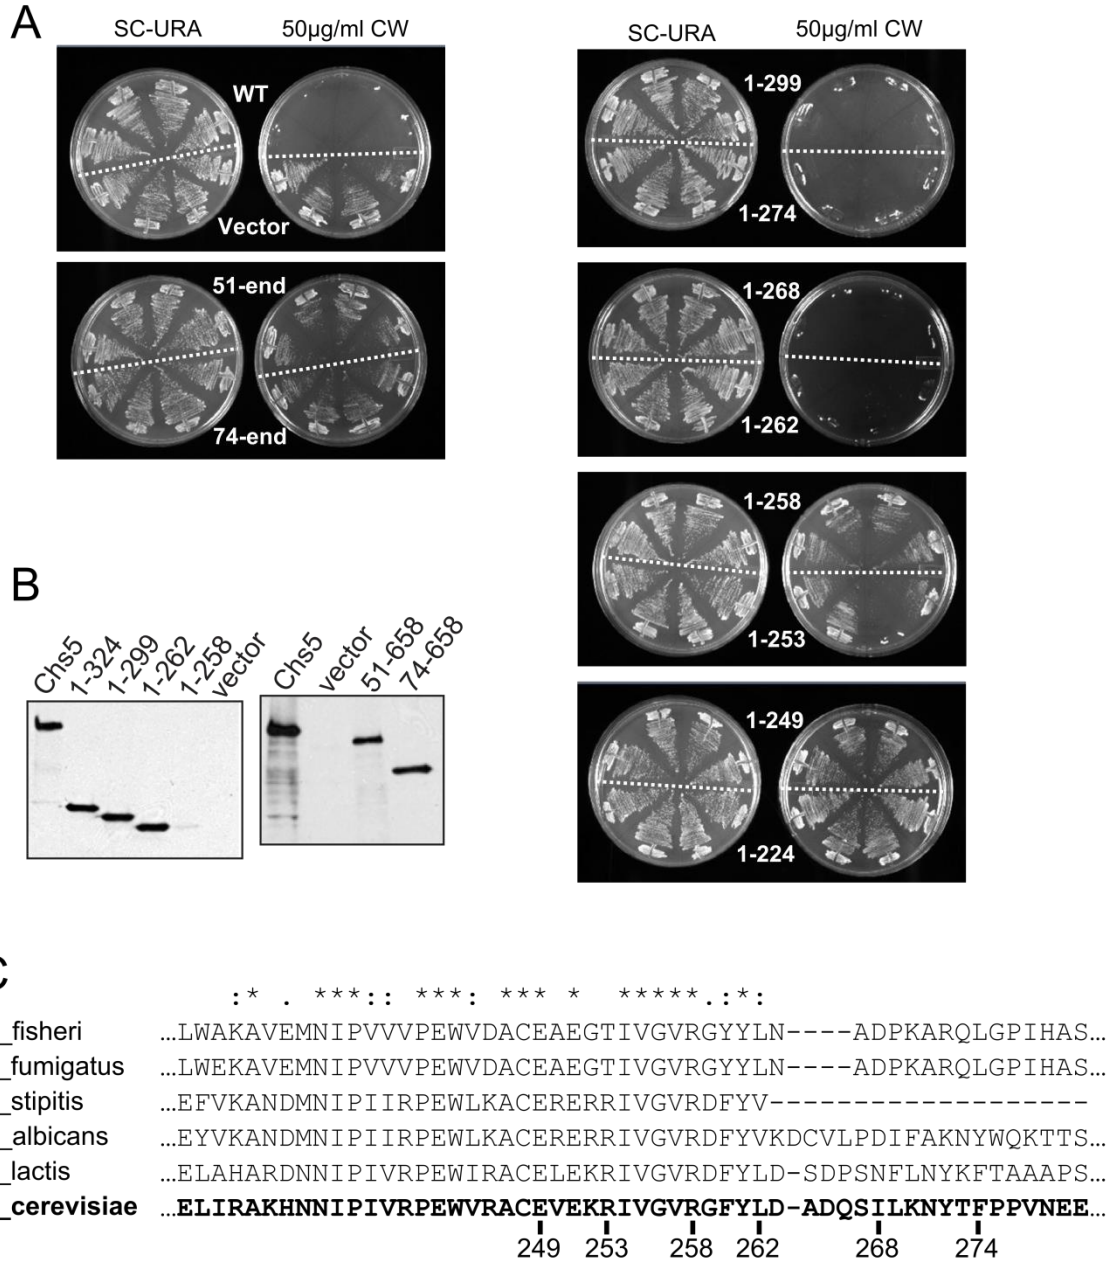 A
SC-URA 50µg/ml CW
WT
Vector
51-end
74-end
SC-URA 50µg/ml CW
1-299
1-274
1-268
1-262
1-258
1-253
1-249
1-224
B
Chs5 1-324 1-299 1-262 1-258 vector
Chs5 vector 51-658 74-658
:* . ***:: ***: *** * *****.:*:
_fisheri ...LWAKAVEMNIPVVVPEWVDACEAEGTIVGVRGYYLN----ADPKARQLGPIHAS...
_fumigatus ...LWEKAVEMNIPVVVPEWVDACEAEGTIVGVRGYYLN----ADPKARQLGPIHAS...
_stipitis ...EFVKANDMNIPIIRPEWLKACERERRIVGVRDFYV-------------------
_albicans ...EYVKANDMNIPIIRPEWLKACERERRIVGVRDFYVKDCVLPDIFAKNYWQKTTS...
_lactis ...ELAHARDNNIPIVRPEWIRACELEKRIVGVRDFYLD-SDPSNFLNYKFTAAAPS...
_cerevisiae ...ELIRAKHNNIPIVRPEWVRACEVEKRIVGVRGFYLD-ADQSILKNYTFPPVNEE...
249 253 258 262 268 274